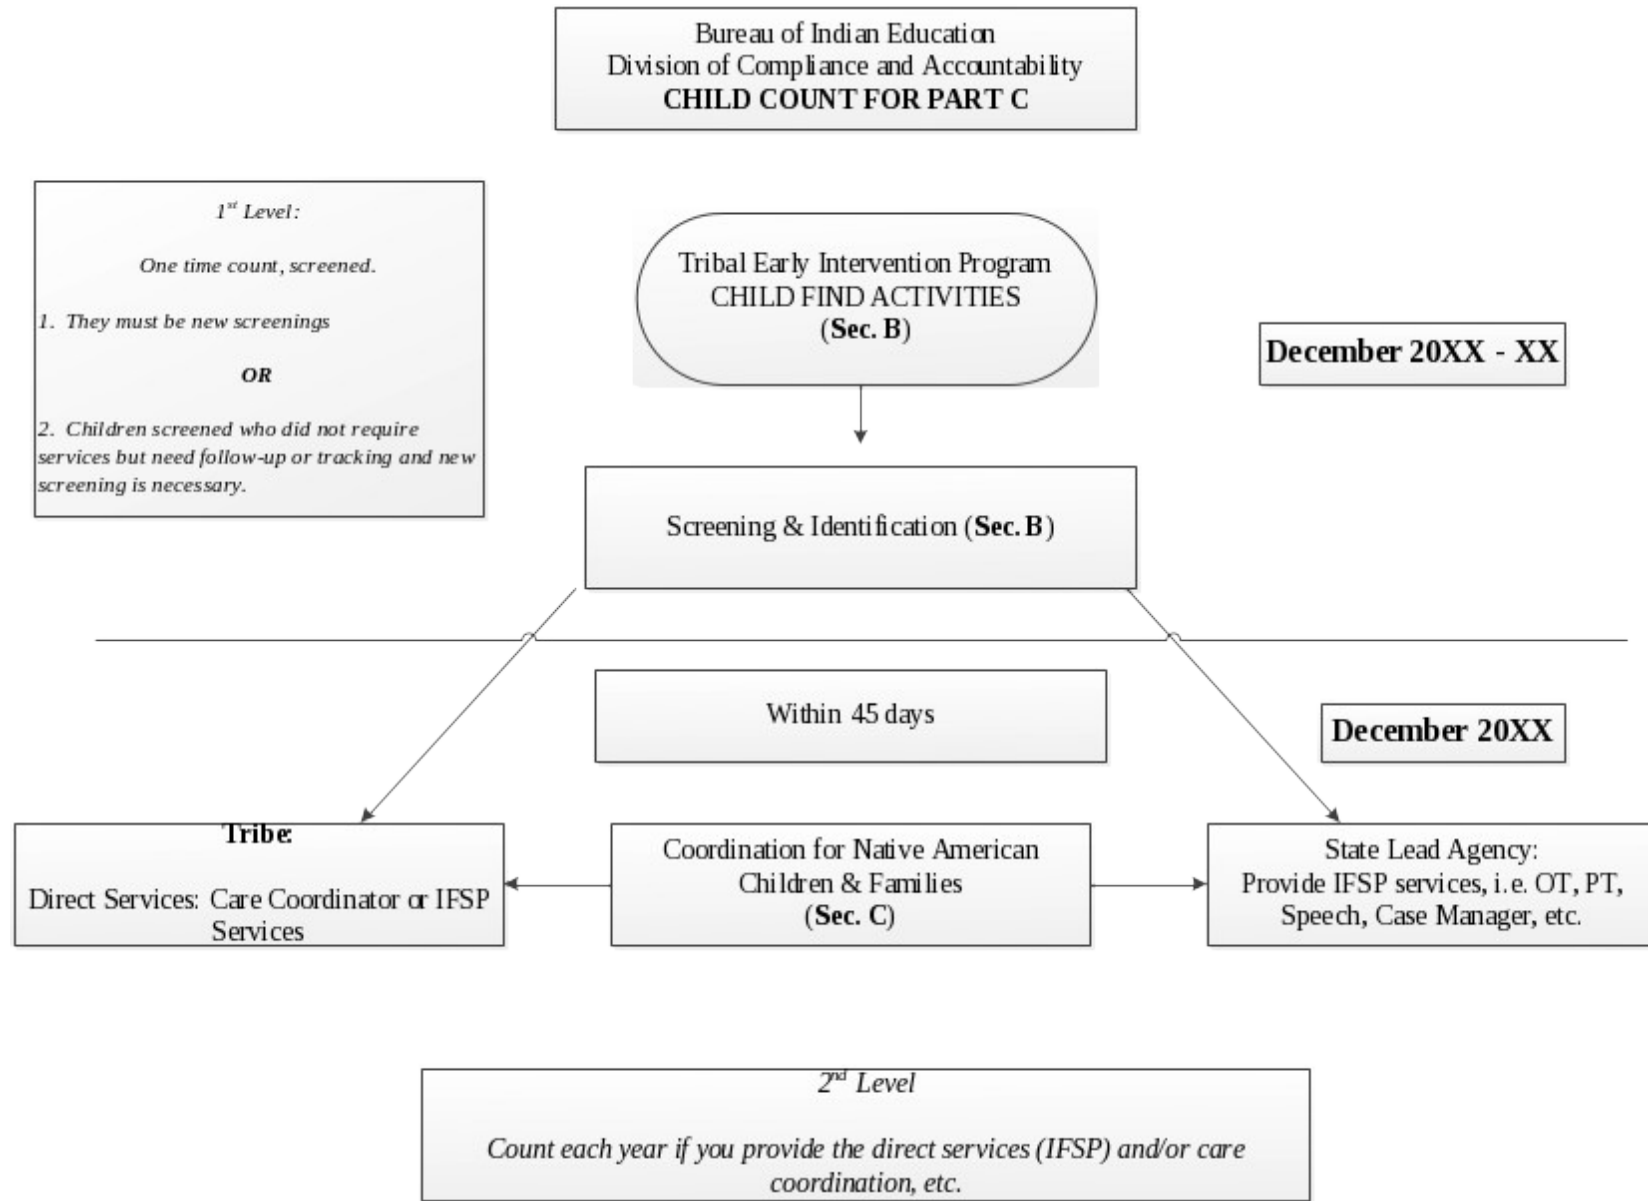 Bureau of Indian Education
Division of Compliance and Accountability
CHILD COUNT FOR PART C
1st Level:
One time count, screened.
1. They must be new screenings
OR
2. Children screened who did not require
services but need follow-up or tracking and new
screening is necessary.
Tribal Early Intervention Program
CHILD FIND ACTIVITIES
(Sec. B)
December 20XX - XX
Screening & Identification (Sec. B)
Within 45 days
December 20XX
Tribe:
Direct Services: Care Coordinator or IFSP
Services
Coordination for Native American
Children & Families
(Sec. C)
State Lead Agency:
Provide IFSP services, i.e. OT, PT,
Speech, Case Manager, etc.
2nd Level
Count each year if you provide the direct services (IFSP) and/or care
coordination, etc.